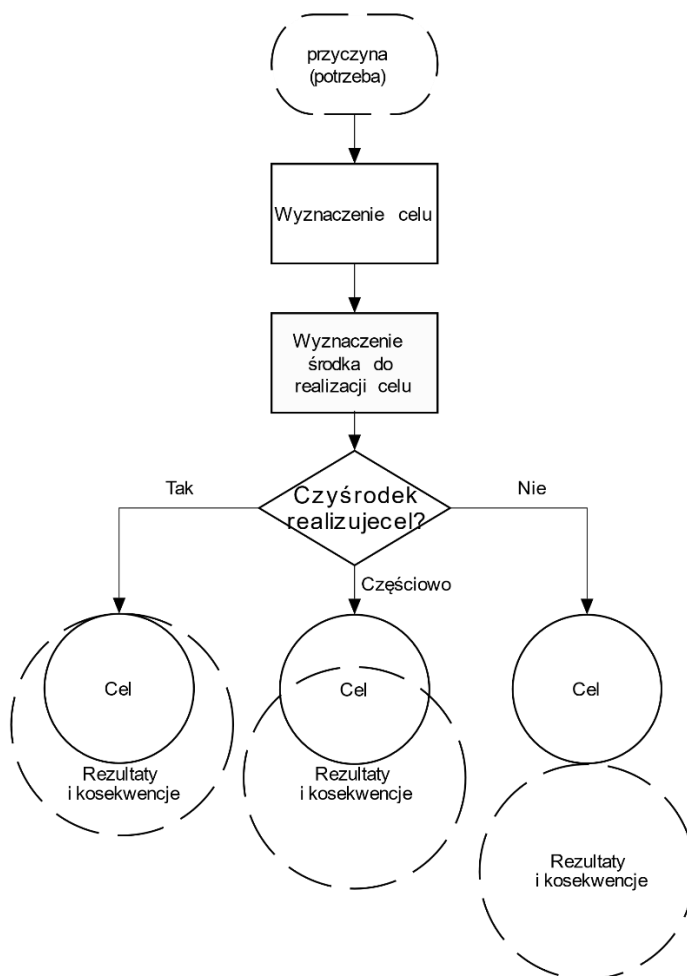 przyczyna
(potrzeba)
Wyznaczenie celu
Wyznaczenie
środka do
realizacji celu
Czyśrodek
realizujecel?
Tak
Nie
Częściowo
Cel
Rezultaty
i kosekwencje
Cel
Rezultaty
i kosekwencje
Cel
Rezultaty
i kosekwencje